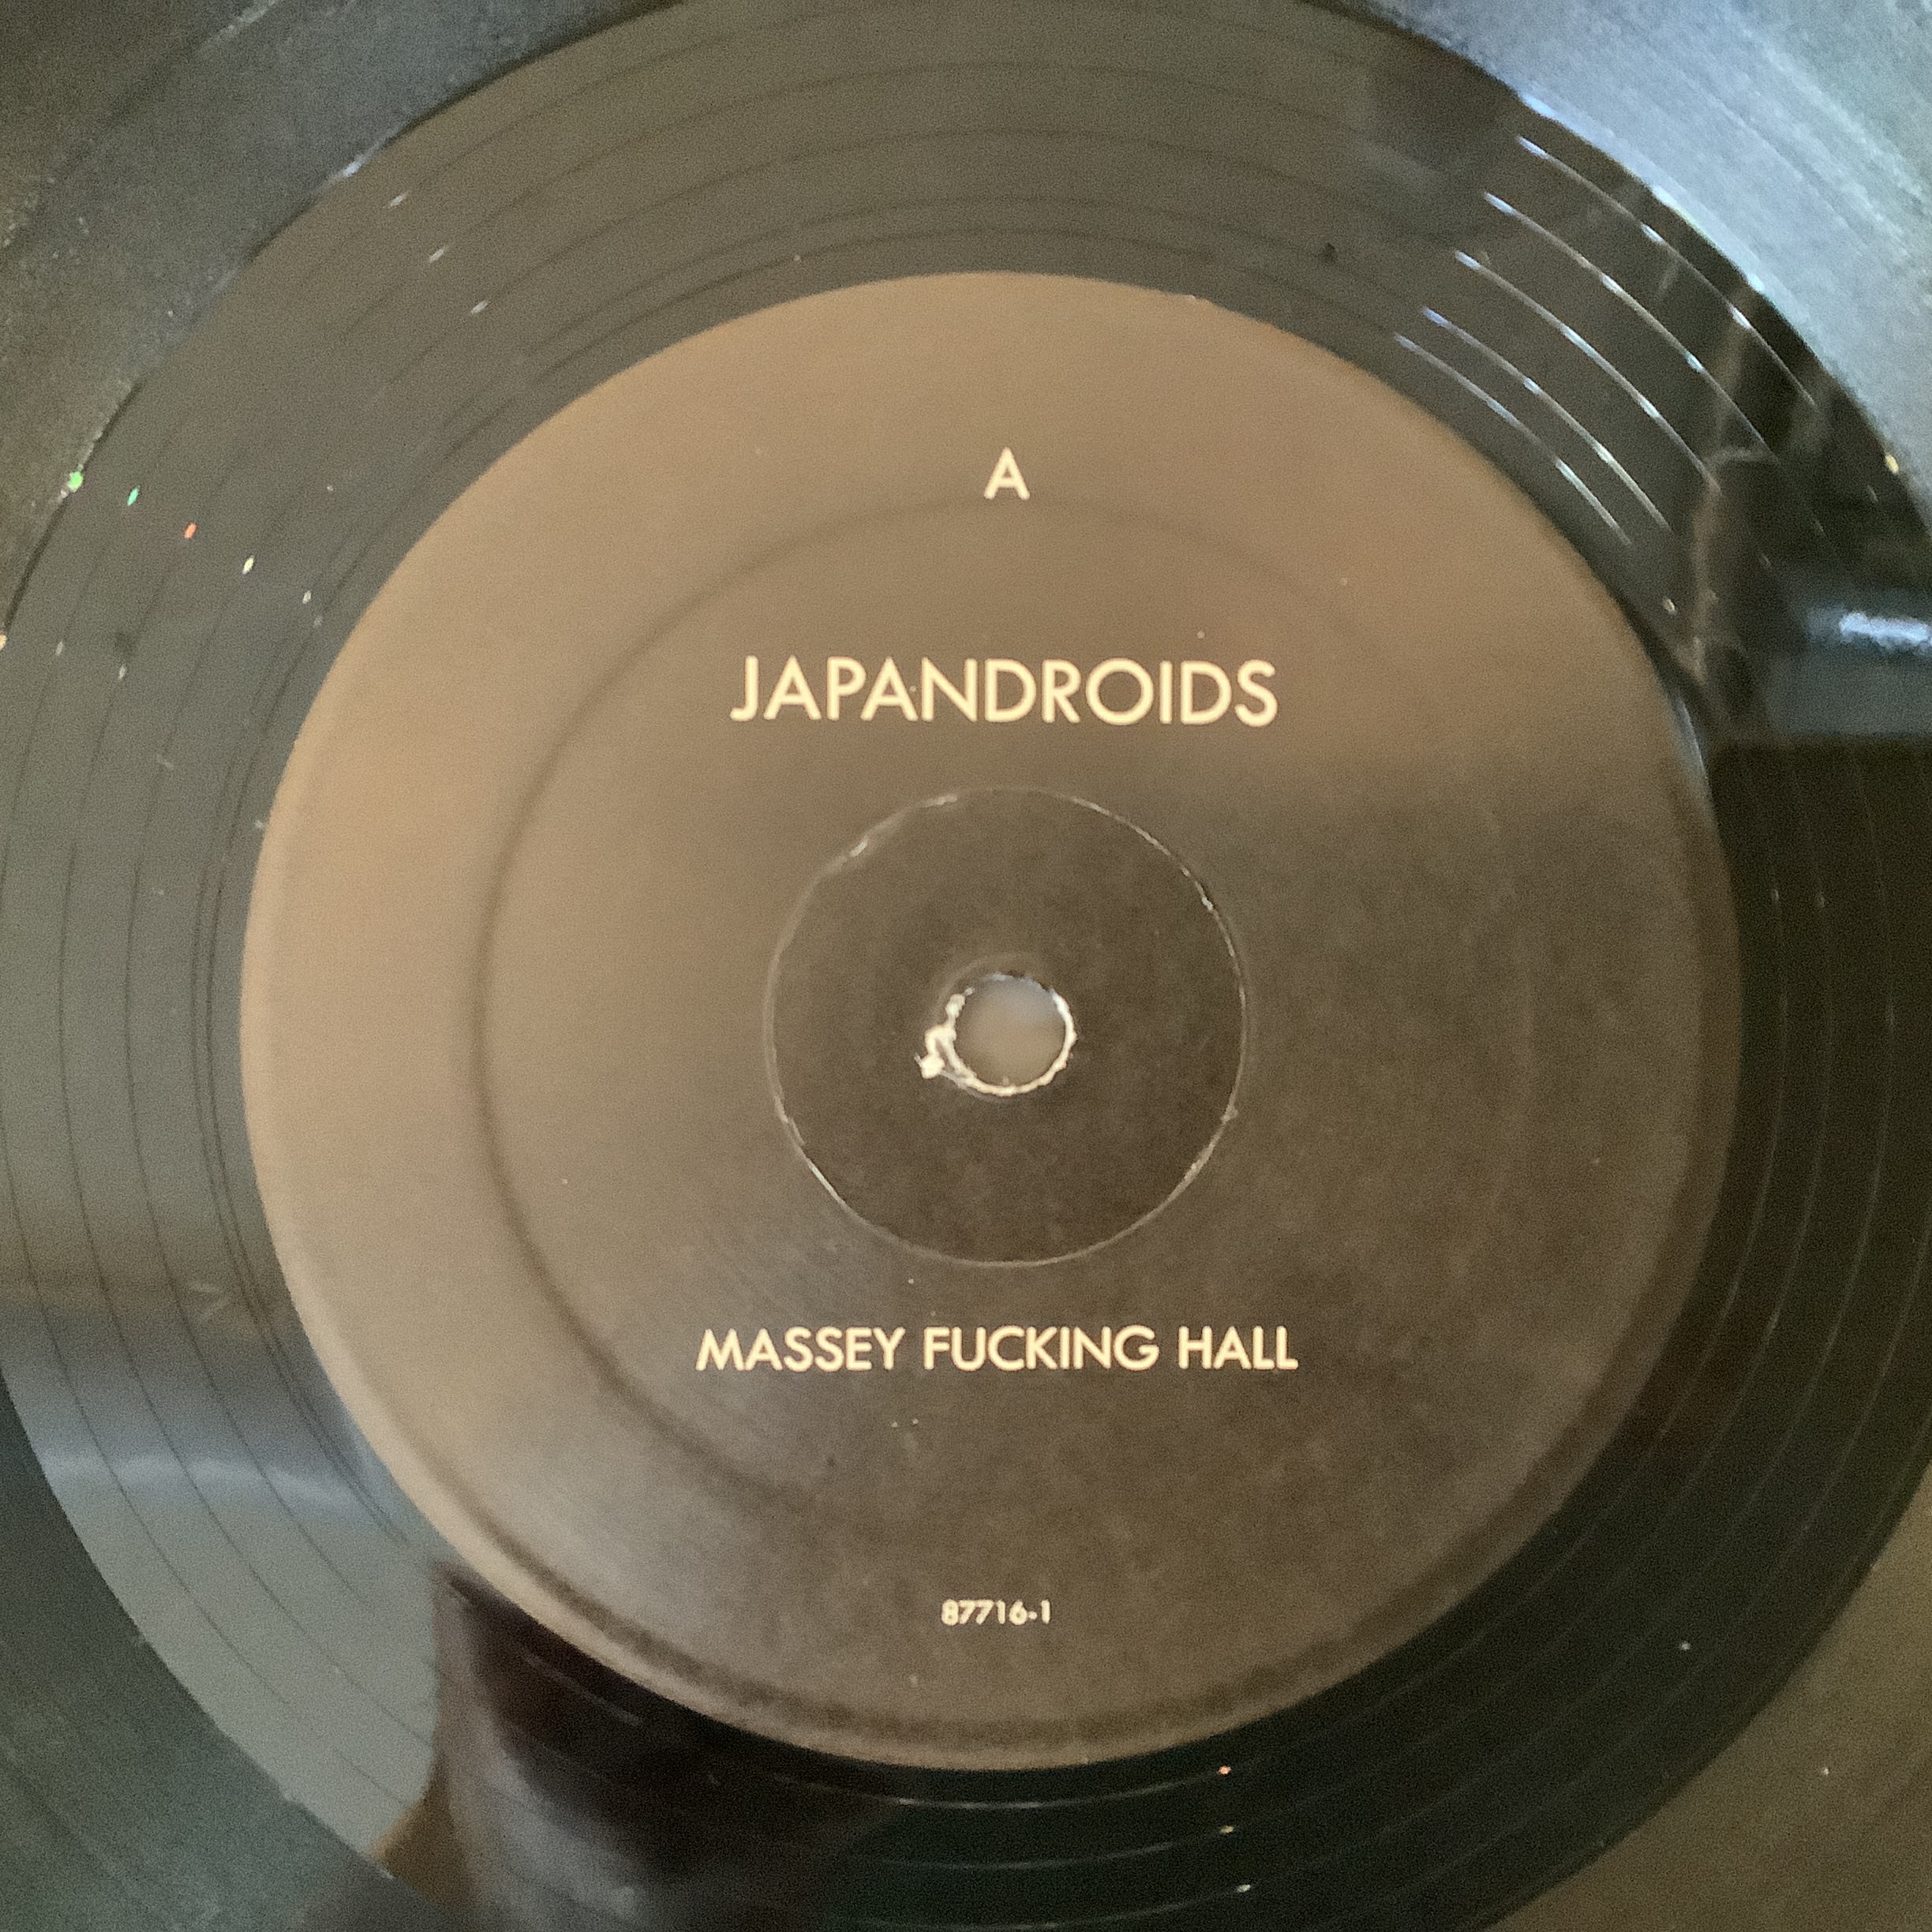 A
JAPANDROIDS
MASSEY FUCKING HALL
87716-1